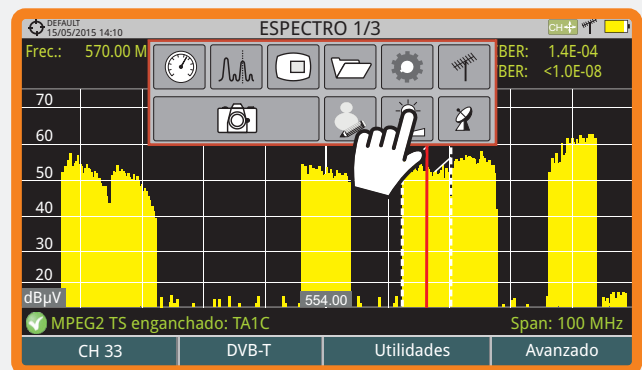 DEFAULT
15/05/2015 14:10
ESPECTRO 1/3
CH
Frec.: 570.00 M
BER: 1.4E-04
BER: <1.0E-08
70
60
50
40
30
20
dBµV
554.00
MPEG2 TS enganchado: TA1C
Span: 100 MHz
CH 33
DVB-T
Utilidades
Avanzado